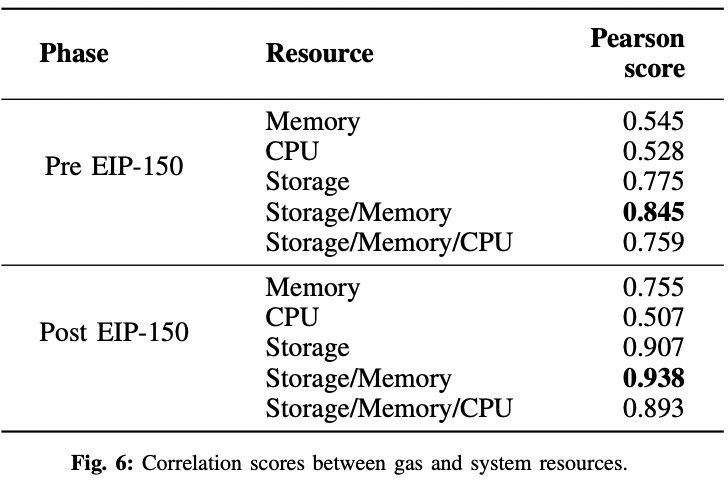 Phase Resource Pearson score
Pre EIP-150
Memory 0.545
CPU 0.528
Storage 0.775
Storage/Memory 0.845
Storage/Memory/CPU 0.759
Post EIP-150
Memory 0.755
CPU 0.507
Storage 0.907
Storage/Memory 0.938
Storage/Memory/CPU 0.893
Fig. 6: Correlation scores between gas and system resources.